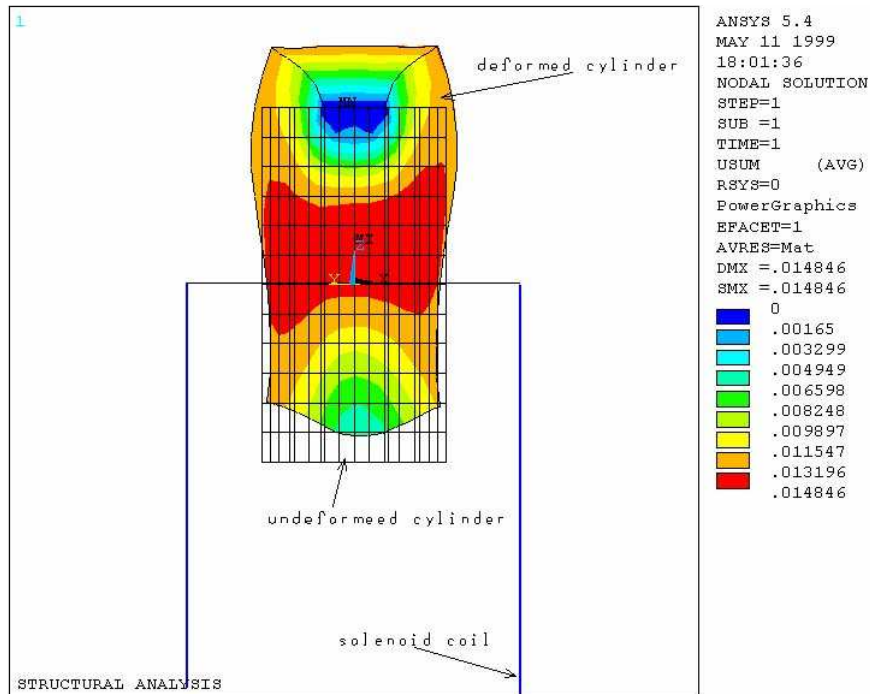 1
ANSYS 5.4
MAY 11 1999
18:01:36
NODAL SOLUTION
STEP=1
SUB =1
TIME=1
USUM (AVG)
RSYS=0
PowerGraphics
EFACET=1
AVRES=Mat
DMX =.014846
SMX =.014846
0
.00165
.003299
.004949
.006598
.008248
.009897
.011547
.013196
.014846
deformed cylinder
MN
MX
Z
Y
X
undeformeed cylinder
solenoid coil
STRUCTURAL ANALYSIS